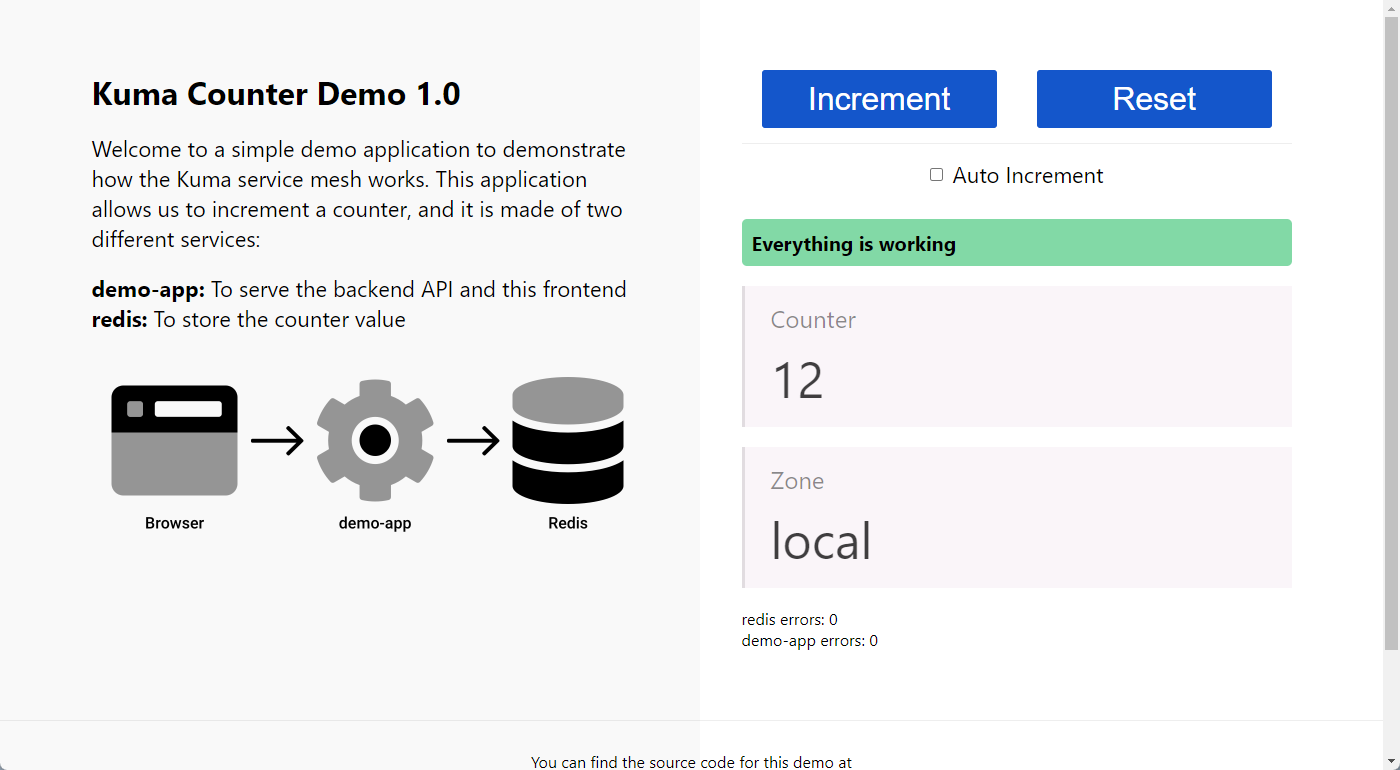 Kuma Counter Demo 1.0
Welcome to a simple demo application to demonstrate
how the Kuma service mesh works. This application
allows us to increment a counter, and it is made of two
different services:
demo-app: To serve the backend API and this frontend
redis: To store the counter value
Browser
demo-app
Redis
Increment
Reset
Auto Increment
Everything is working
Counter
12
Zone
local
redis errors: 0
demo-app errors: 0
You can find the source code for this demo at